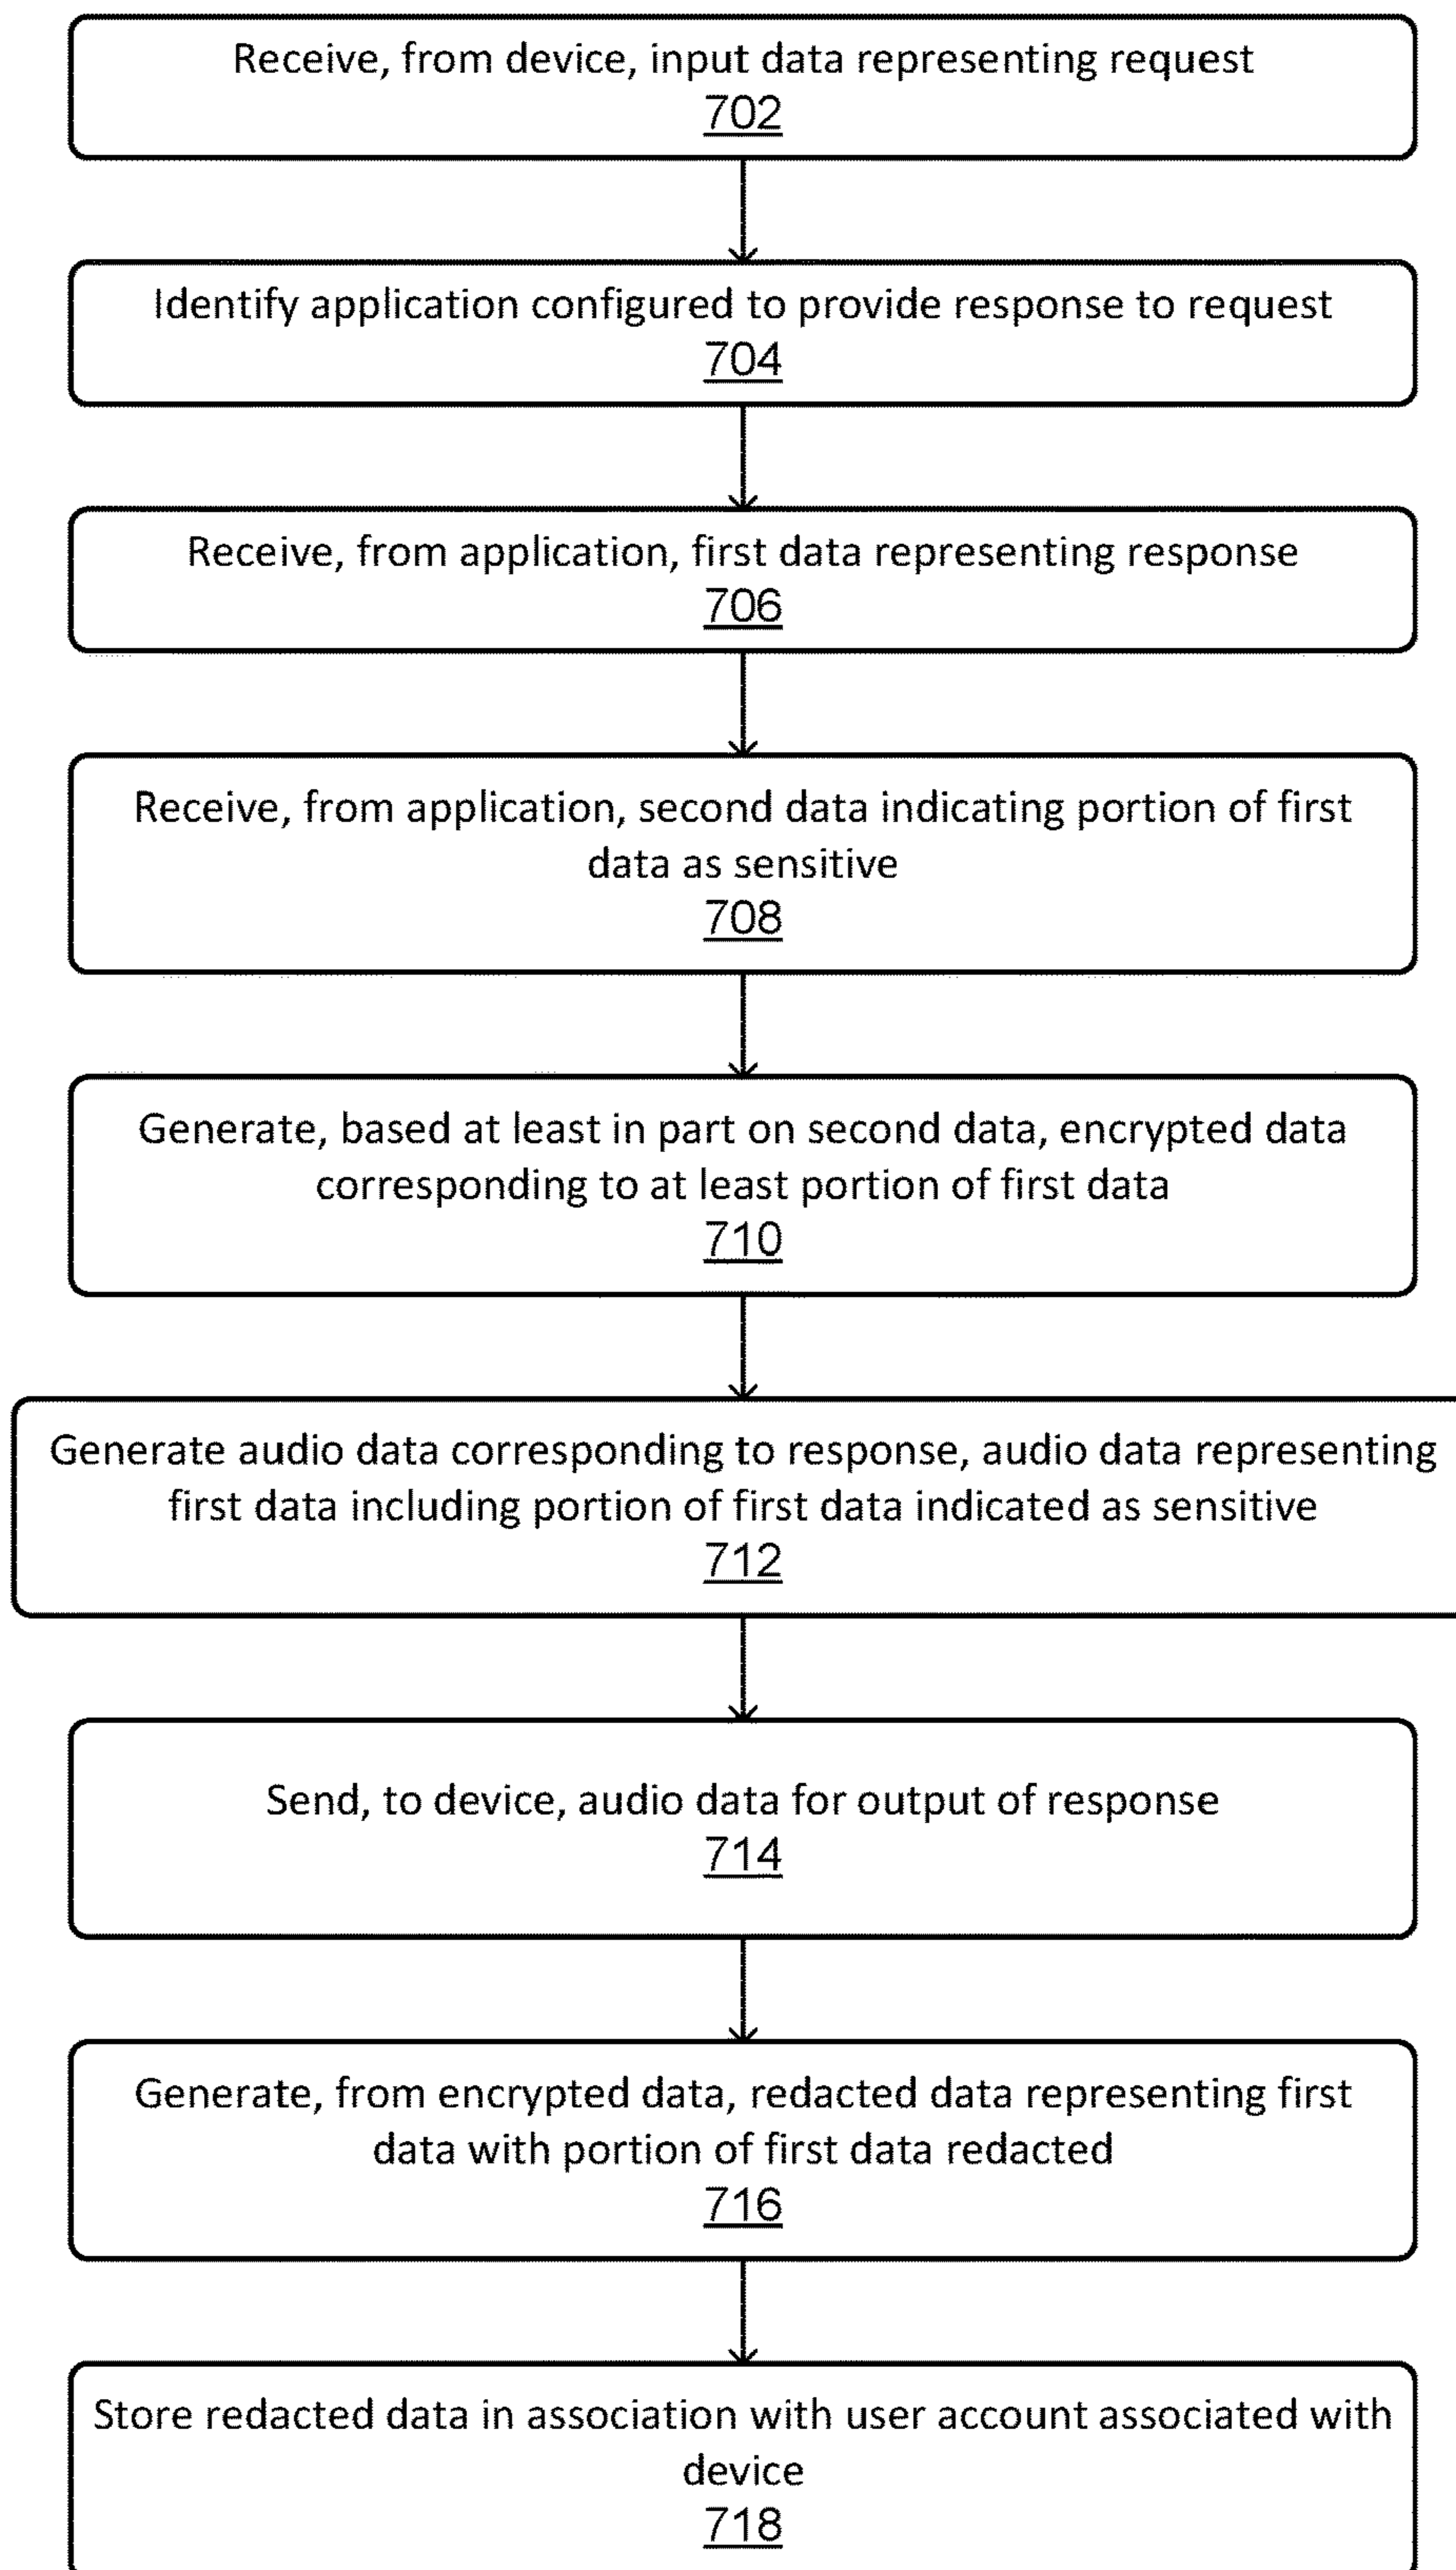 Receive, from device, input data representing request
702
Identify application configured to provide response to request
704
Receive, from application, first data representing response
706
Receive, from application, second data indicating portion of first
data as sensitive
708
Generate, based at least in part on second data, encrypted data
corresponding to at least portion of first data
710
Generate audio data corresponding to response, audio data representing
first data including portion of first data indicated as sensitive
712
Send, to device, audio data for output of response
714
Generate, from encrypted data, redacted data representing first
data with portion of first data redacted
716
Store redacted data in association with user account associated with
device
718